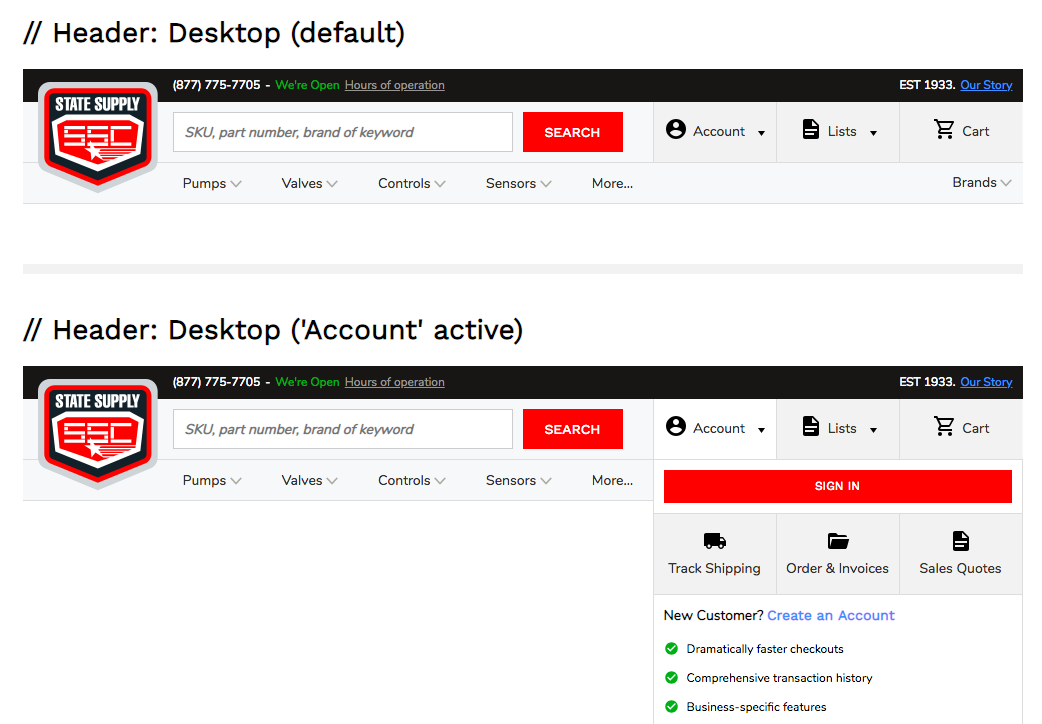 // Header: Desktop (default)
(877) 775-7705 - We're Open Hours of operation
EST 1933. Our Story
STATE SUPPLY
SSC
SKU, part number, brand of keyword
SEARCH
Account
Lists
Cart
Pumps
Valves
Controls
Sensors
More...
Brands
// Header: Desktop ('Account' active)
(877) 775-7705 - We're Open Hours of operation
EST 1933. Our Story
STATE SUPPLY
SSC
SKU, part number, brand of keyword
SEARCH
Account
Lists
Cart
Pumps
Valves
Controls
Sensors
More...
SIGN IN
Track Shipping
Order & Invoices
Sales Quotes
New Customer? Create an Account
Dramatically faster checkouts
Comprehensive transaction history
Business-specific features